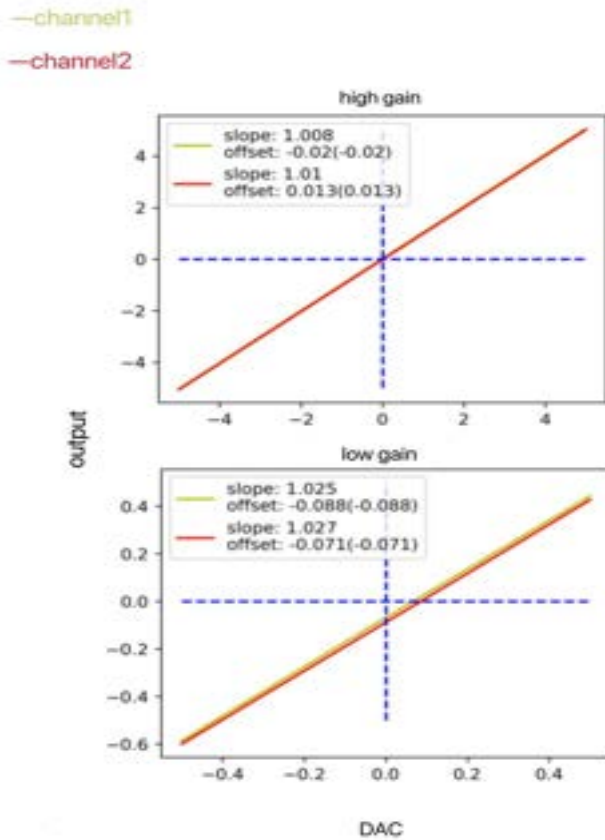 —channel1
—channel2
high gain
slope: 1.008
offset: -0.02(-0.02)
slope: 1.01
offset: 0.013(0.013)
4
2
0
−2
−4
−4
−2
0
2
4
output
low gain
slope: 1.025
offset: -0.088(-0.088)
slope: 1.027
offset: -0.071(-0.071)
0.4
0.2
0.0
−0.2
−0.4
−0.6
−0.4
−0.2
0.0
0.2
0.4
DAC